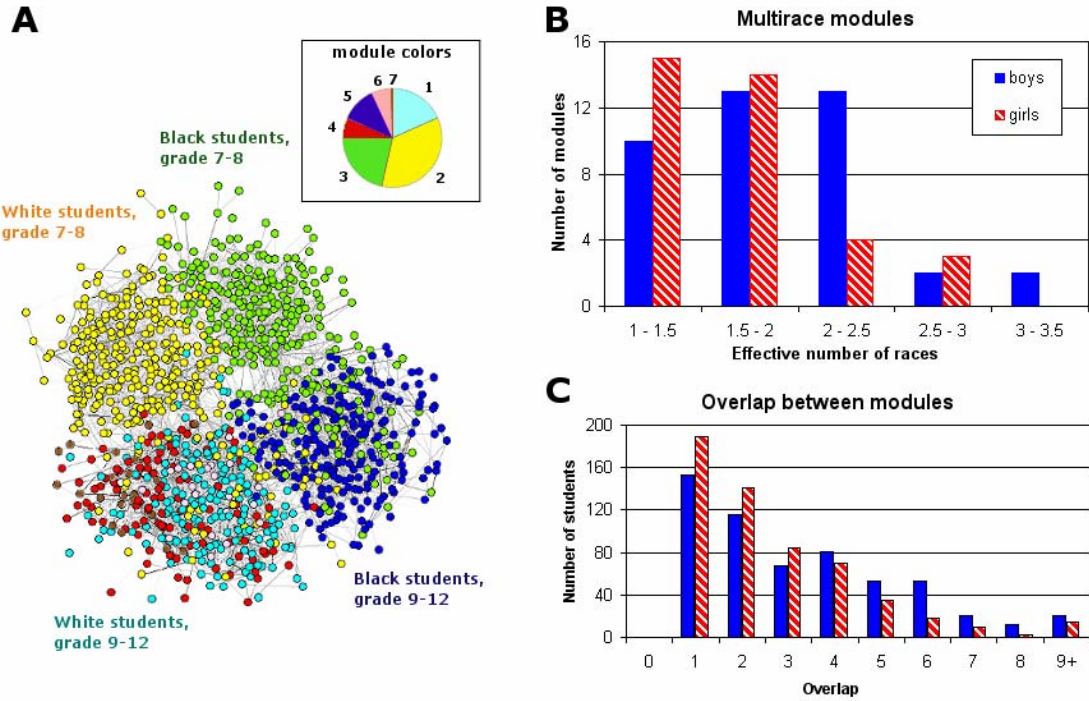 A
module colors
1
2
3
4
5
6
7
Black students,
grade 7-8
White students,
grade 7-8
Black students,
grade 9-12
White students,
grade 9-12
B
Multirace modules
Number of modules
16
12
8
4
0
boys
girls
1 - 1.5
1.5 - 2
2 - 2.5
2.5 - 3
3 - 3.5
Effective number of races
C
Overlap between modules
Number of students
200
160
120
80
40
0
0
1
2
3
4
5
6
7
8
9+
Overlap